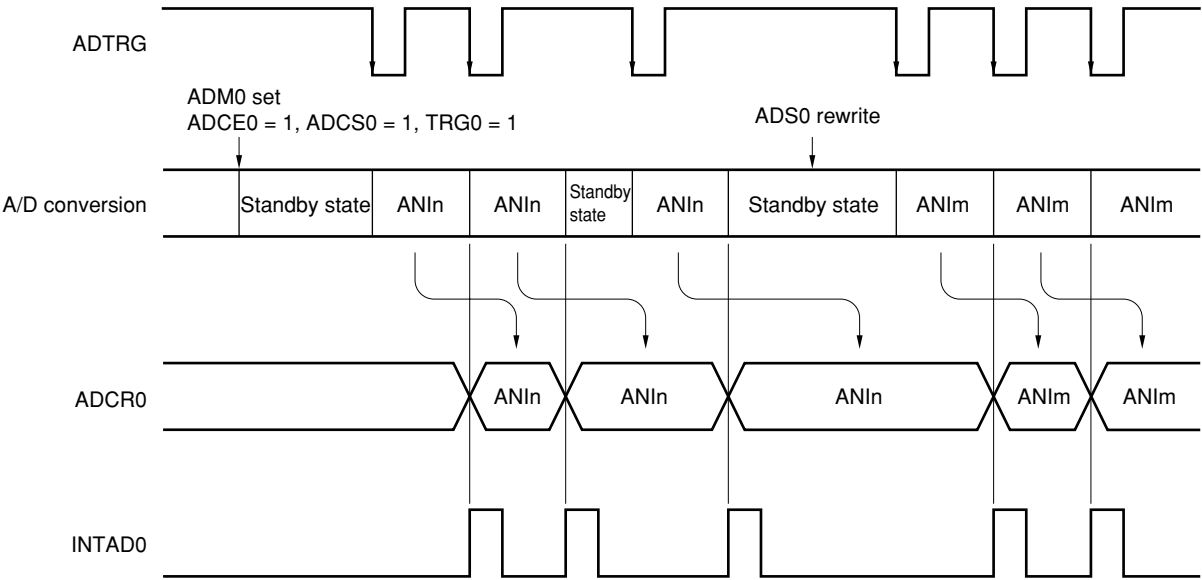 ADTRG
ADM0 set
ADCE0 = 1, ADCS0 = 1, TRG0 = 1
ADS0 rewrite
A/D conversion
Standby state
ANIn
ANIn
Standby
state
ANIn
Standby state
ANIm
ANIm
ANIm
ADCR0
ANIn
ANIn
ANIn
ANIm
ANIm
INTAD0